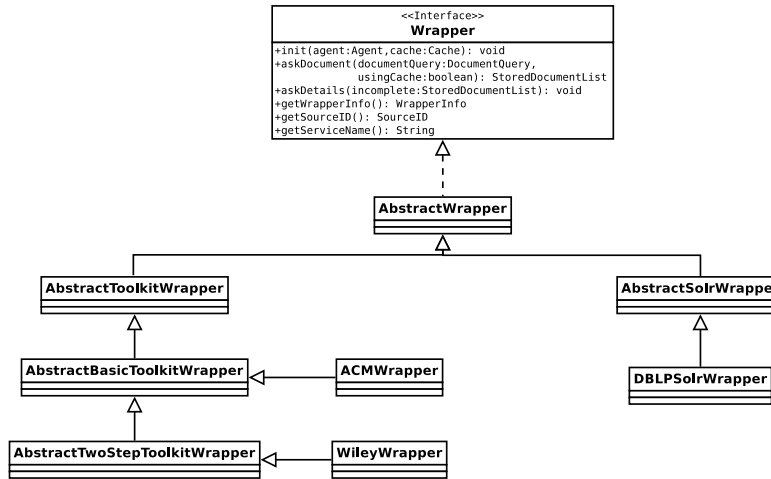 <<Interface>>
Wrapper
+init(agent:Agent,cache:Cache): void
+askDocument(documentQuery:DocumentQuery,
usingCache:boolean): StoredDocumentList
+askDetails(incomplete:StoredDocumentList): void
+getWrapperInfo(): WrapperInfo
+getSourceID(): SourceID
+getServiceName(): String
AbstractWrapper
AbstractToolkitWrapper
AbstractSolrWrapper
AbstractBasicToolkitWrapper
ACMWrapper
DBLPSolrWrapper
AbstractTwoStepToolkitWrapper
WileyWrapper